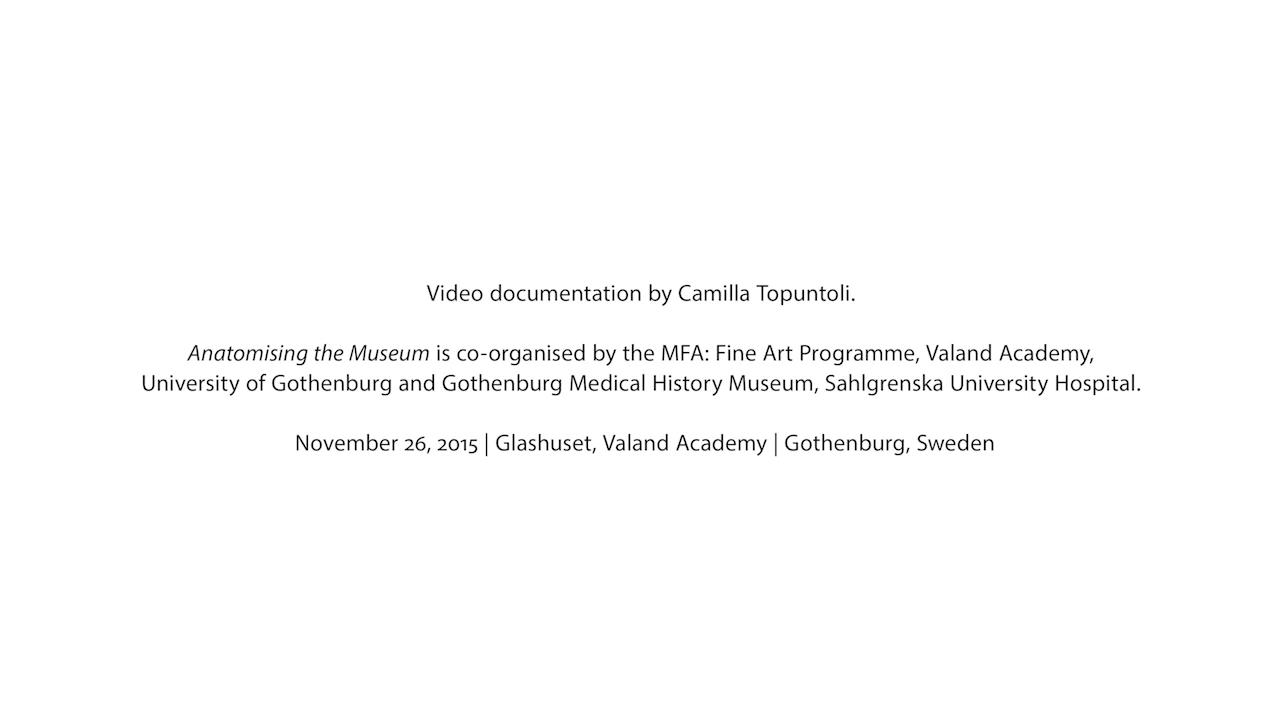 Video documentation by Camilla Topuntoli.
Anatomising the Museum is co-organised by the MFA: Fine Art Programme, Valand Academy,
University of Gothenburg and Gothenburg Medical History Museum, Sahlgrenska University Hospital.
November 26, 2015 | Glashuset, Valand Academy | Gothenburg, Sweden